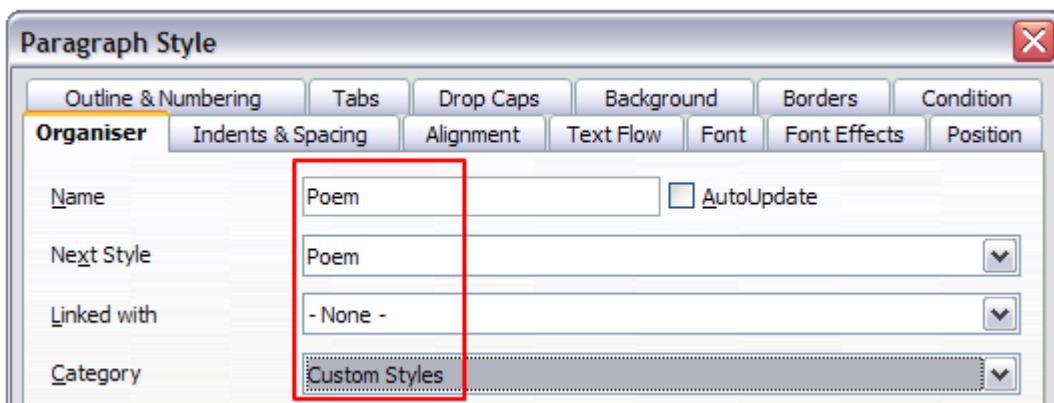 Paragraph Style
Outline & Numbering Tabs Drop Caps Background Borders Condition
Organiser Indents & Spacing Alignment Text Flow Font Font Effects Position
Name Poem AutoUpdate
Next Style Poem
Linked with - None -
Category Custom Styles